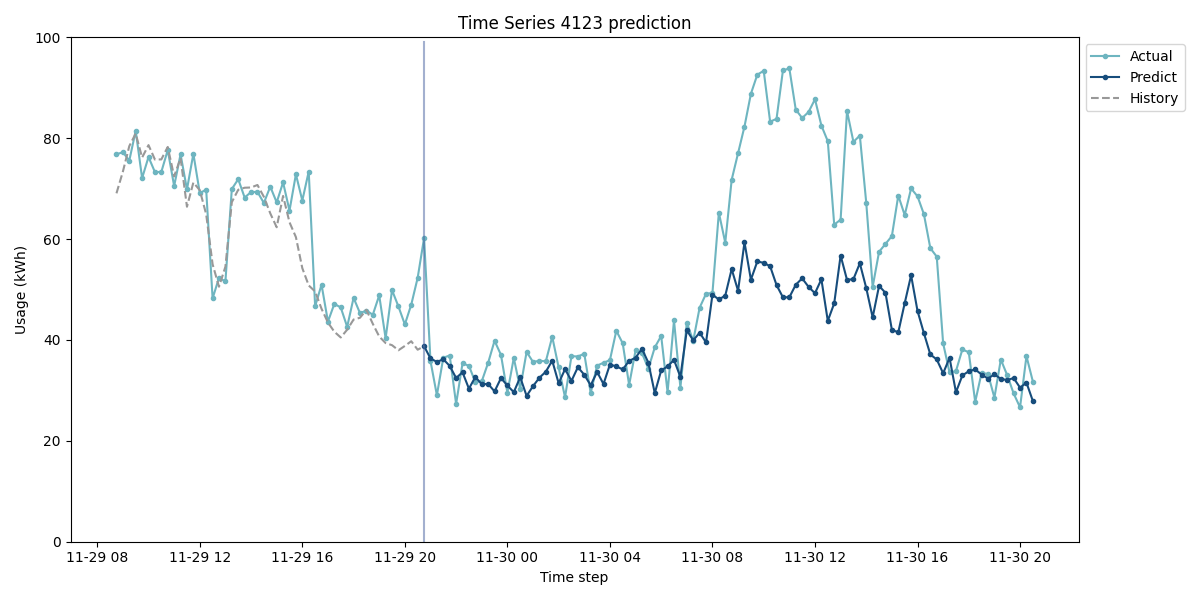 Time Series 4123 prediction
100
80
60
40
20
0
Usage (kWh)
11-29 08
11-29 12
11-29 16
11-29 20
11-30 00
11-30 04
11-30 08
11-30 12
11-30 16
11-30 20
Time step
Actual
Predict
History